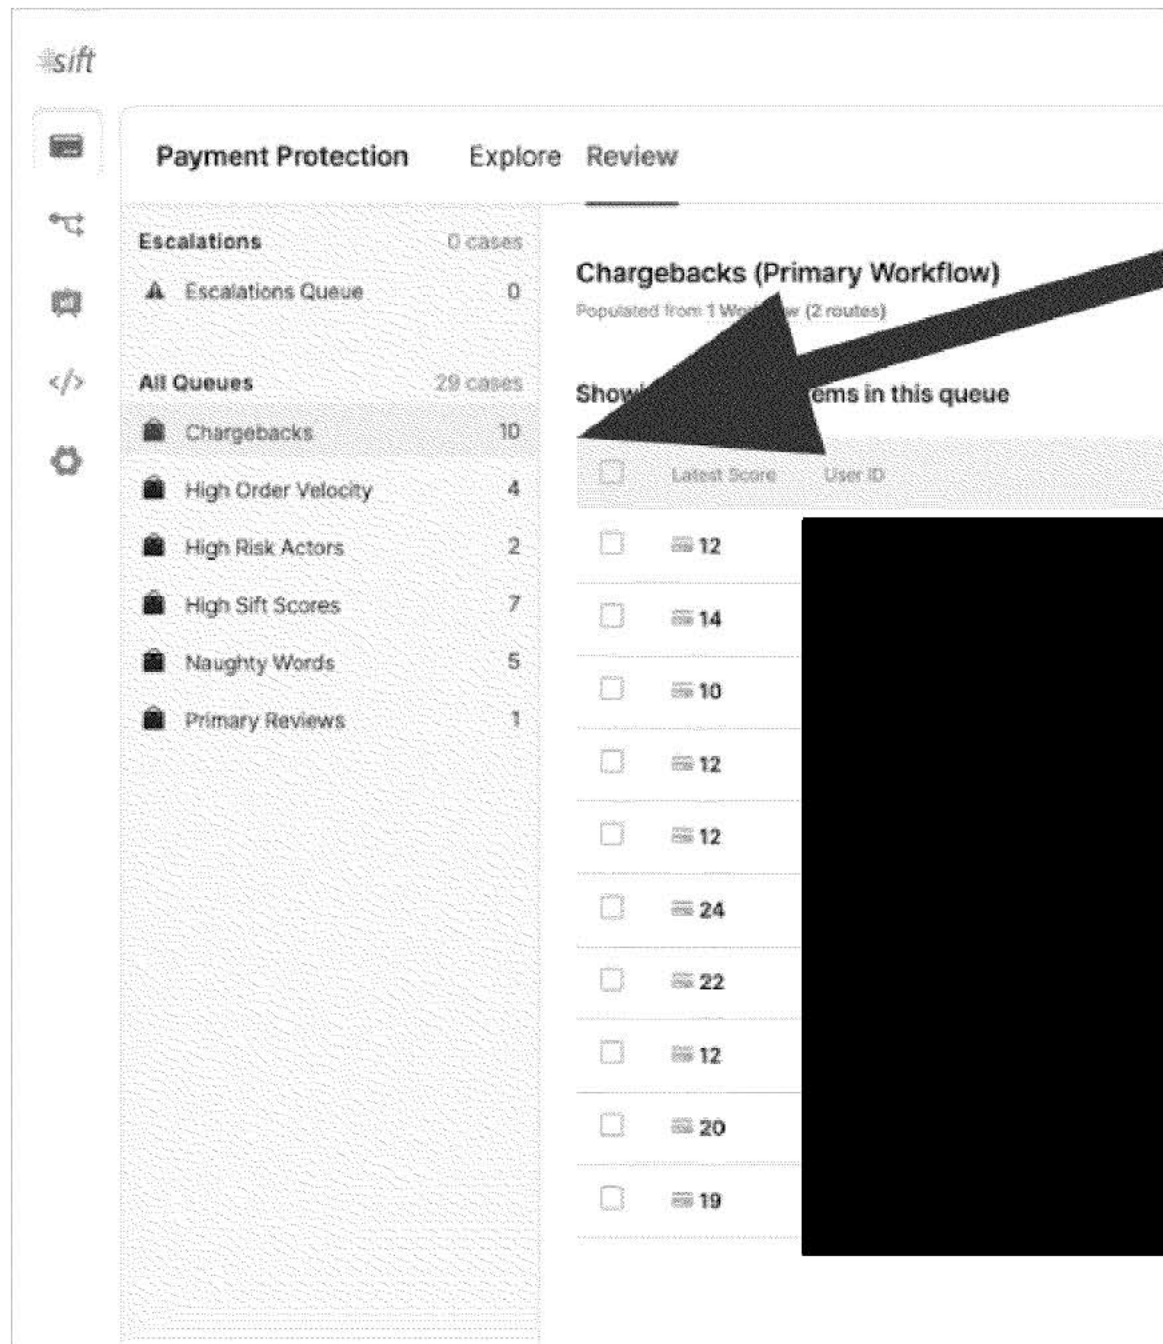 sift
Payment Protection Explore Review
Escalations 0 cases
Escalations Queue 0
All Queues 29 cases
Chargebacks 10
High Order Velocity 4
High Risk Actors 2
High Sift Scores 7
Naughty Words 5
Primary Reviews 1
Chargebacks (Primary Workflow)
Populated from 1 (2 routes)
in this queue
Latest Score User ID
12
14
10
12
12
24
22
12
20
19